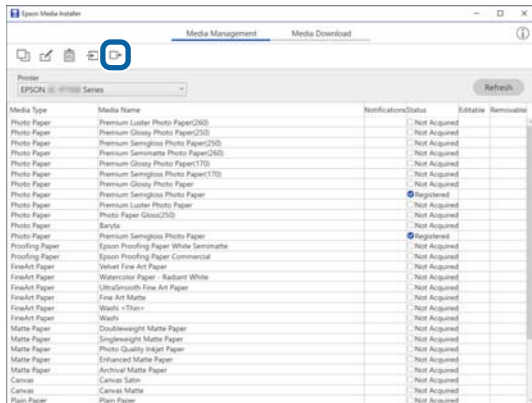 Epson Media Installer
Media Management Media Download
Printer
EPSON Series
Refresh
Media Type Media Name Notifications Status Editable Removable
Photo Paper Premium Luster Photo Paper(260) Not Acquired
Photo Paper Premium Glossy Photo Paper(250) Not Acquired
Photo Paper Premium Semigloss Photo Paper(250) Not Acquired
Photo Paper Premium Semimatte Photo Paper(260) Not Acquired
Photo Paper Premium Glossy Photo Paper(170) Not Acquired
Photo Paper Premium Semigloss Photo Paper(170) Not Acquired
Photo Paper Premium Glossy Photo Paper Not Acquired
Photo Paper Premium Semigloss Photo Paper Registered
Photo Paper Premium Luster Photo Paper Not Acquired
Photo Paper Photo Paper Gloss(250) Not Acquired
Photo Paper Baryta Not Acquired
Photo Paper Premium Semigloss Photo Paper Registered
Proofing Paper Epson Proofing Paper White Semimatte Not Acquired
Proofing Paper Epson Proofing Paper Commercial Not Acquired
FineArt Paper Velvet Fine Art Paper Not Acquired
FineArt Paper Watercolor Paper - Radiant White Not Acquired
FineArt Paper UltraSmooth Fine Art Paper Not Acquired
FineArt Paper Fine Art Matte Not Acquired
FineArt Paper Washi <Thin> Not Acquired
FineArt Paper Washi Not Acquired
Matte Paper Doubleweight Matte Paper Not Acquired
Matte Paper Singleweight Matte Paper Not Acquired
Matte Paper Photo Quality Inkjet Paper Not Acquired
Matte Paper Enhanced Matte Paper Not Acquired
Matte Paper Archival Matte Paper Not Acquired
Canvas Canvas Satin Not Acquired
Canvas Canvas Matte Not Acquired
Plain Paper Plain Paper Not Acquired